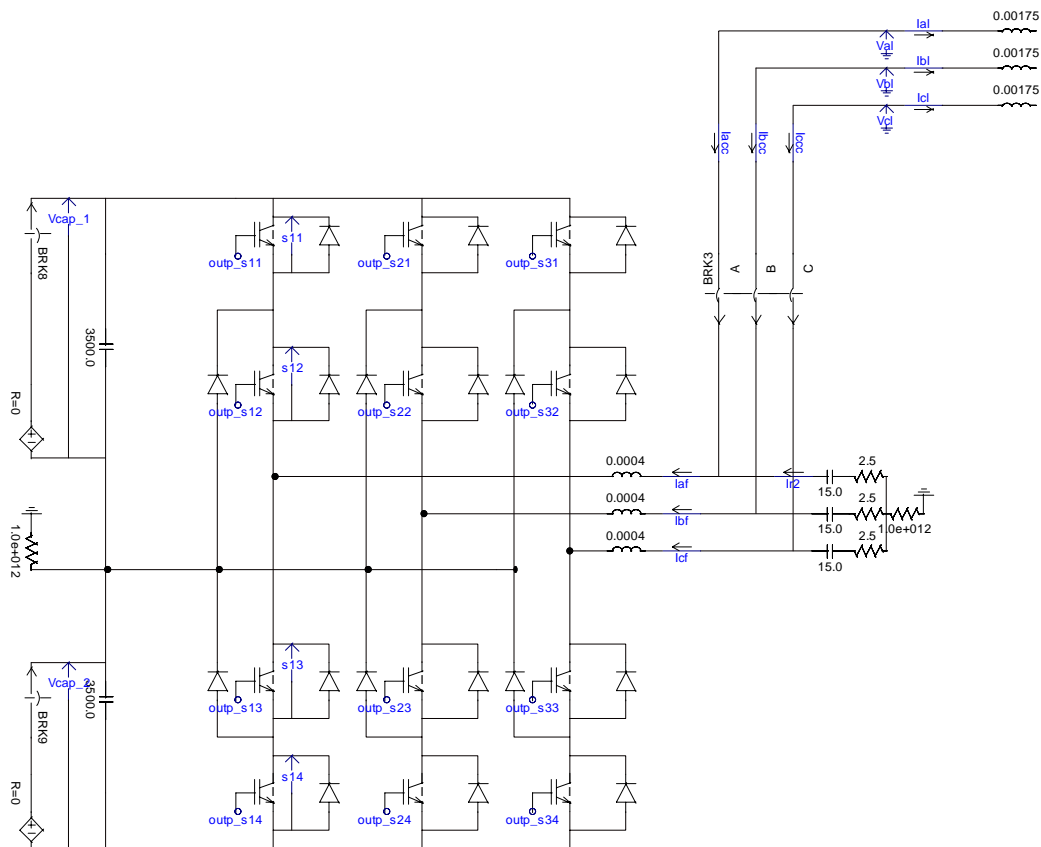 0.00175
Ial
Val
0.00175
Ibl
Vbl
0.00175
Icl
Vcl
Iacc
Ibcc
Iccc
Vcap_1
BRK8
s11
outp_s11
outp_s21
outp_s31
BRK3
A
B
C
3500.0
s12
outp_s12
outp_s22
outp_s32
R=0
+
0.0004
Iaf
Ir2
15.0
2.5
0.0004
Ibf
15.0
2.5
1.0e+012
0.0004
Icf
15.0
2.5
1.0e+012
Vcap_2
3500.0
BRK9
s13
outp_s13
outp_s23
outp_s33
R=0
+
s14
outp_s14
outp_s24
outp_s34